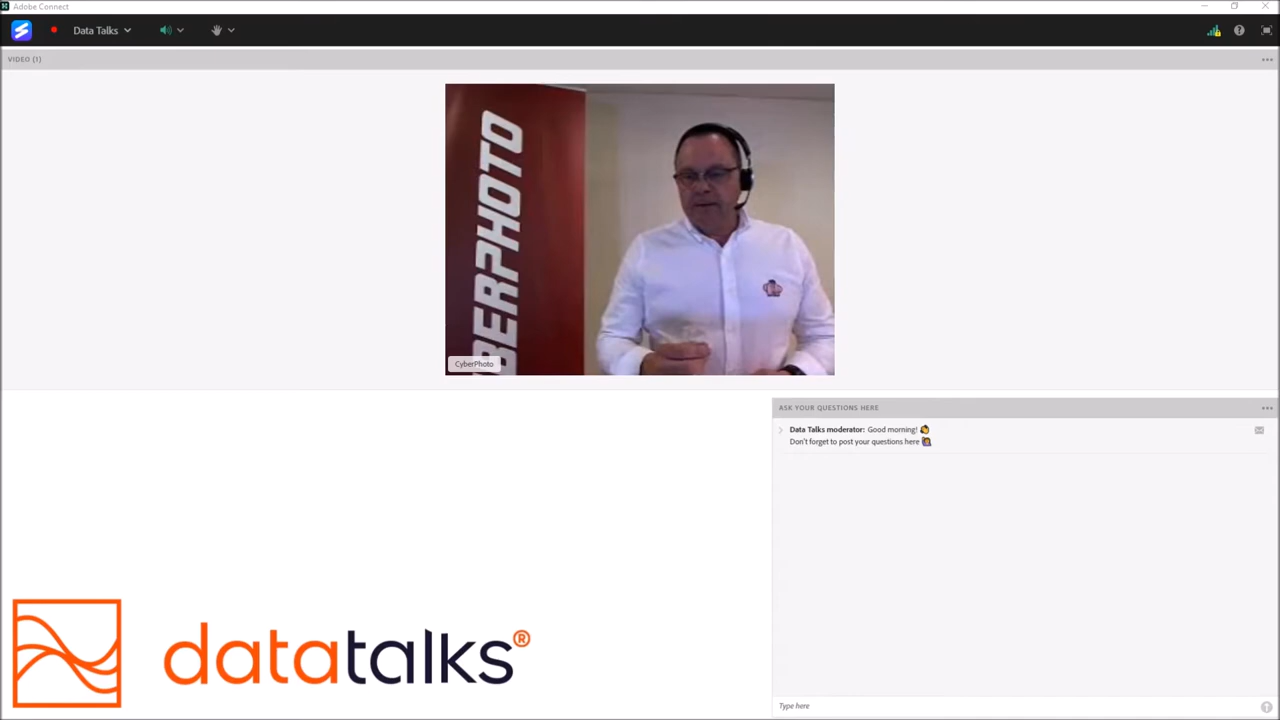 Adobe Connect
Data Talks
VIDEO (1)
CYBERPHOTO
CyberPhoto
ASK YOUR QUESTIONS HERE
Data Talks moderator: Good morning! 
Don't forget to post your questions here
Type here
datatalks®